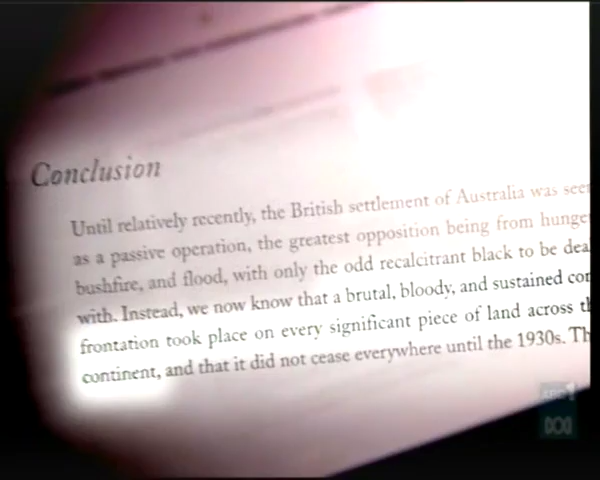 Conclusion
Until relatively recently, the British settlement of Australia was seen
as a passive operation, the greatest opposition being from hunger
bushfire, and flood, with only the odd recalcitrant black to be dea
with. Instead, we now know that a brutal, bloody, and sustained con
frontation took place on every significant piece of land across th
continent, and that it did not cease everywhere until the 1930s. Th
ABC1